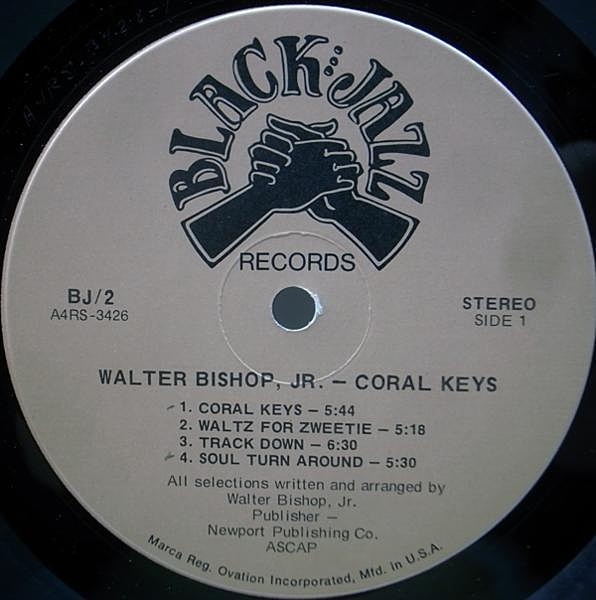 BLACK JAZZ
RECORDS
BJ/2
A4RS-3426
STEREO
SIDE 1
WALTER BISHOP, JR. – CORAL KEYS
1. CORAL KEYS – 5:44
2. WALTZ FOR ZWEETIE – 5:18
3. TRACK DOWN – 6:30
4. SOUL TURN AROUND – 5:30
All selections written and arranged by
Walter Bishop, Jr.
Publisher –
Newport Publishing Co.
ASCAP
Marca Reg. Ovation Incorporated, Mfd. in U.S.A.